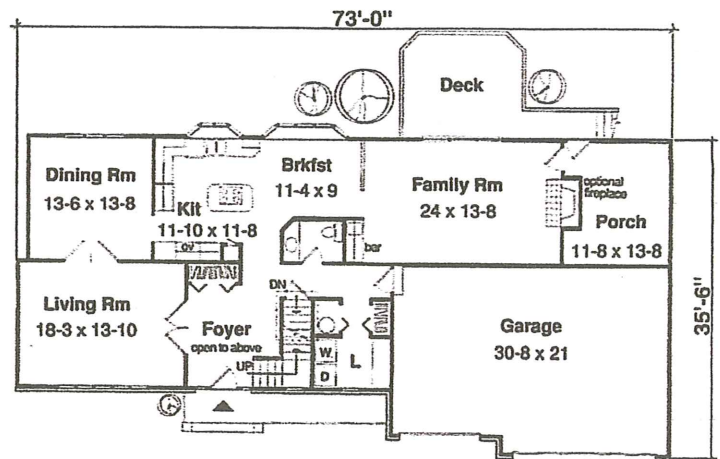 73'-0"
Deck
Dining Rm
13-6 x 13-8
Brkfst
11-4 x 9
Kit
11-10 x 11-8
ov
Family Rm
24 x 13-8
optional
fireplace
Porch
11-8 x 13-8
bar
35'-6"
Living Rm
18-3 x 13-10
DN
Foyer
open to above
UP
W.
D
L
Garage
30-8 x 21